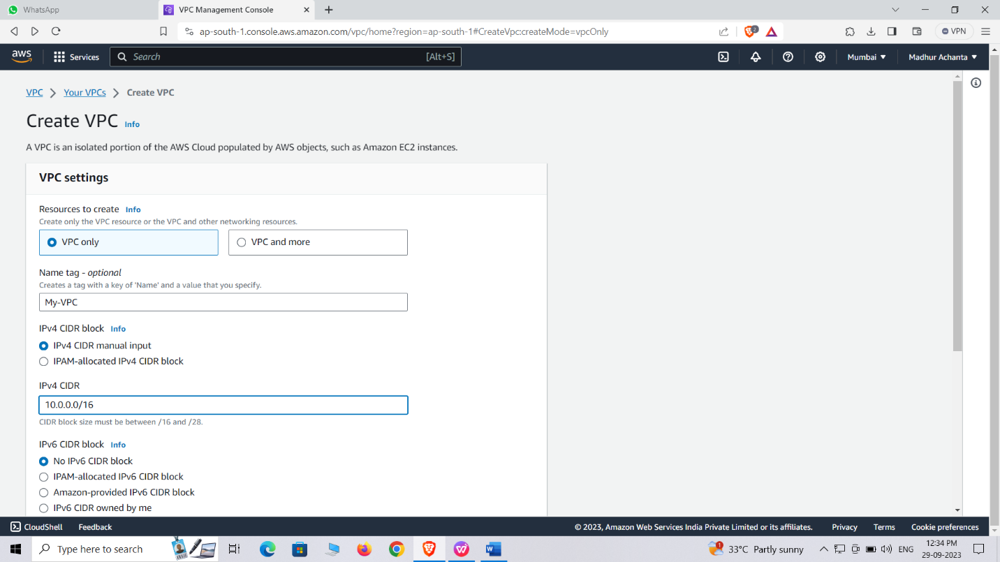 WhatsApp
VPC Management Console
ap-south-1.console.aws.amazon.com/vpc/home?region=ap-south-1#CreateVpc:createMode=vpcOnly
2
VPN
aws
Services
Search
[Alt+S]
Mumbai
Madhur Achanta
VPC
Your VPCs
Create VPC
Create VPC Info
A VPC is an isolated portion of the AWS Cloud populated by AWS objects, such as Amazon EC2 instances.
VPC settings
Resources to create Info
Create only the VPC resource or the VPC and other networking resources.
VPC only
VPC and more
Name tag - optional
Creates a tag with a key of 'Name' and a value that you specify.
My-VPC
IPv4 CIDR block Info
IPv4 CIDR manual input
IPAM-allocated IPv4 CIDR block
IPv4 CIDR
10.0.0.0/16
CIDR block size must be between /16 and /28.
IPv6 CIDR block Info
No IPv6 CIDR block
IPAM-allocated IPv6 CIDR block
Amazon-provided IPv6 CIDR block
IPv6 CIDR owned by me
CloudShell
Feedback
© 2023, Amazon Web Services India Private Limited or its affiliates.
Privacy
Terms
Cookie preferences
Type here to search
1
33°C Partly sunny
ENG
12:34 PM
29-09-2023